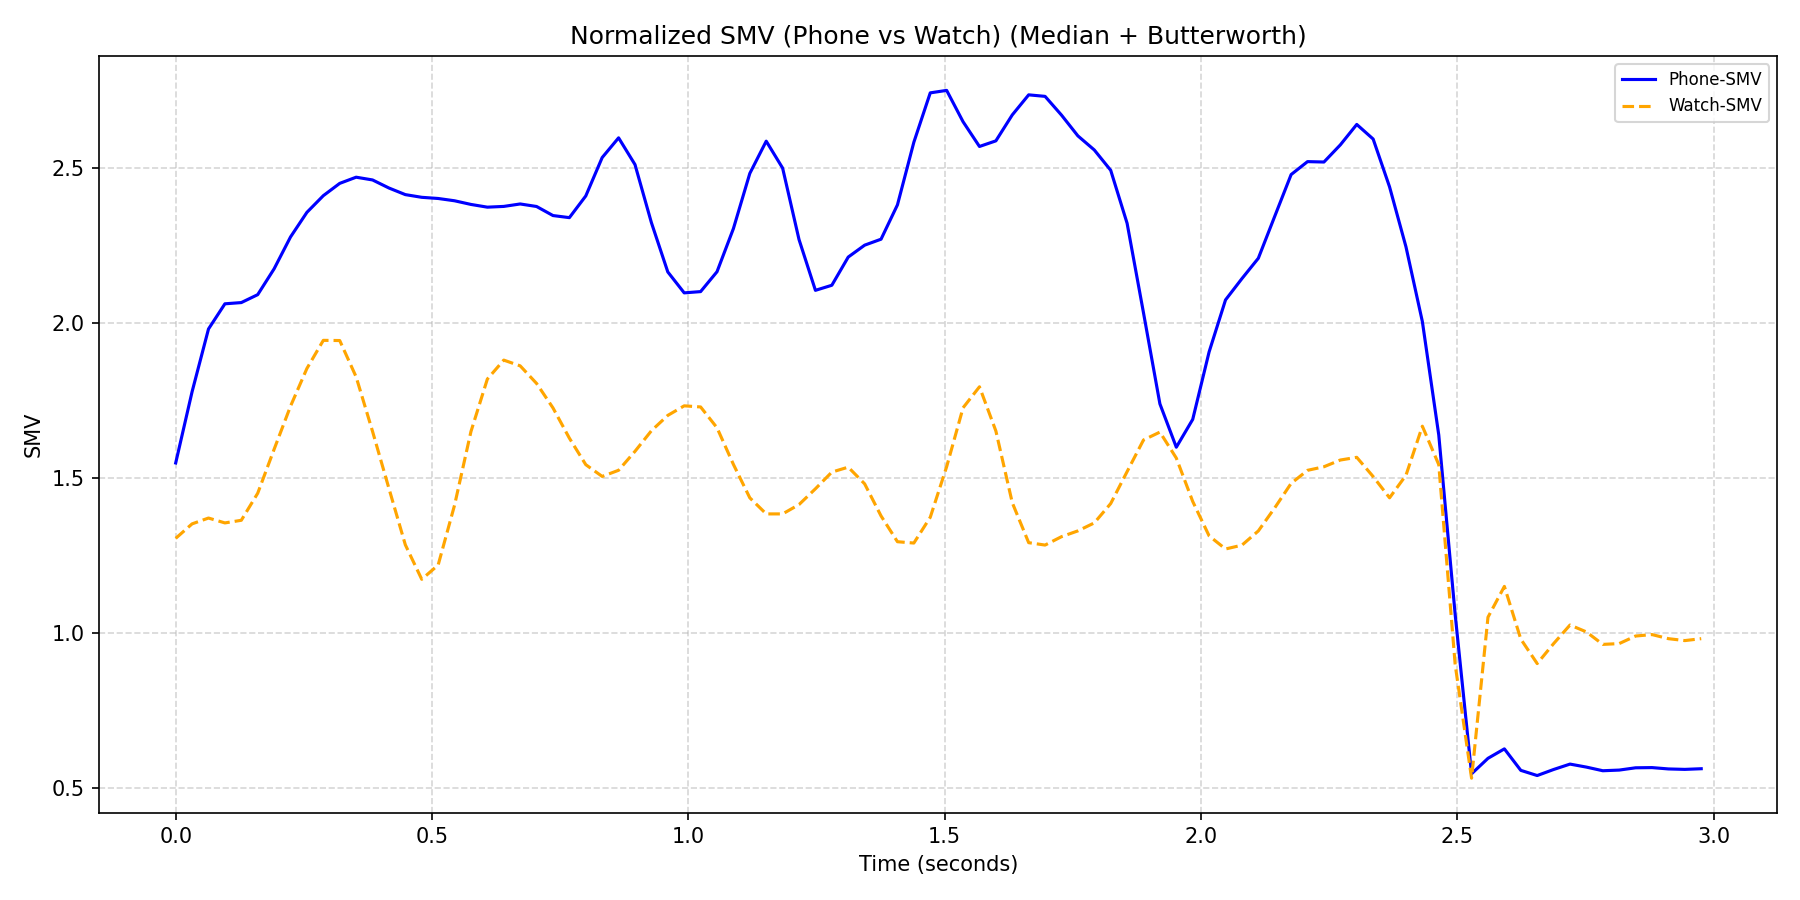 Normalized SMV (Phone vs Watch) (Median + Butterworth)
Phone-SMV
Watch-SMV
SMV
2.5
2.0
1.5
1.0
0.5
0.0 0.5 1.0 1.5 2.0 2.5 3.0
Time (seconds)